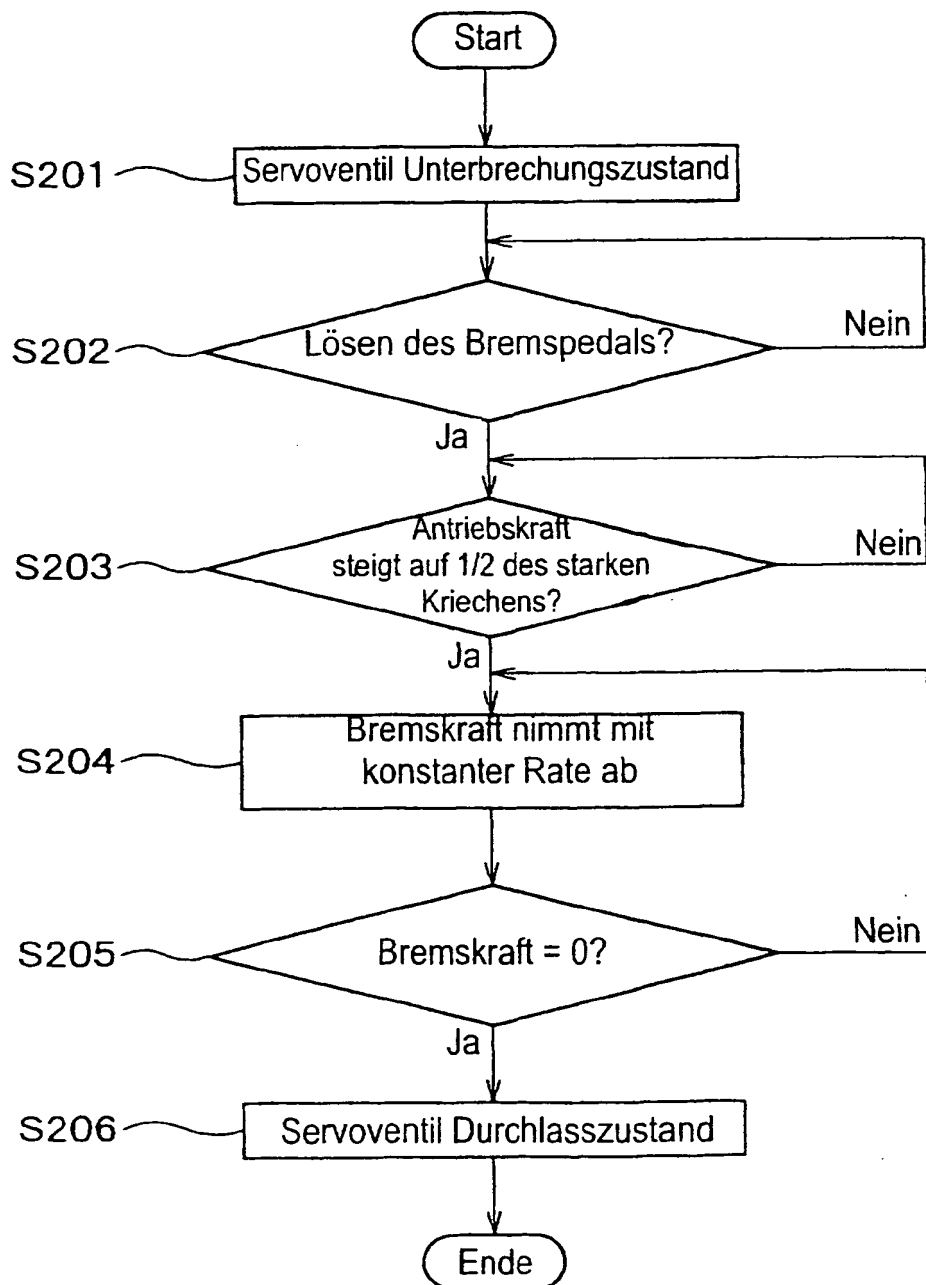 Start
S201
Servoventil Unterbrechungszustand
S202
Lösen des Bremspedals?
Nein
Ja
S203
Antriebskraft
steigt auf 1/2 des starken
Kriechens?
Nein
Ja
S204
Bremskraft nimmt mit
konstanter Rate ab
S205
Bremskraft = 0?
Nein
Ja
S206
Servoventil Durchlasszustand
Ende